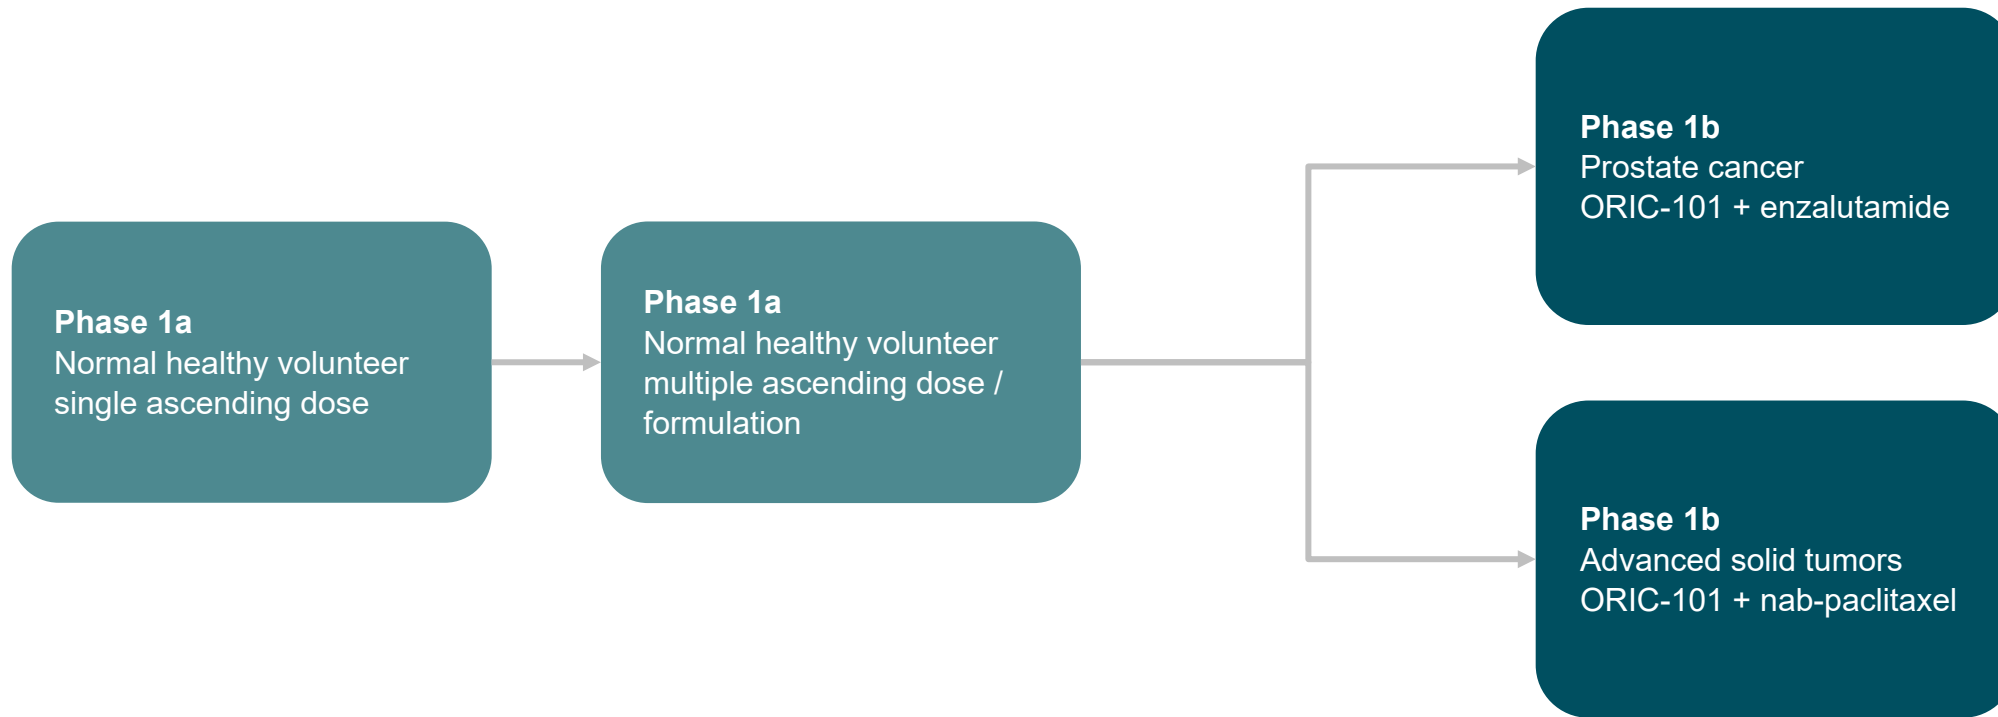 Phase 1a
Normal healthy volunteer
single ascending dose
Phase 1a
Normal healthy volunteer
multiple ascending dose /
formulation
Phase 1b
Prostate cancer
ORIC-101 + enzalutamide
Phase 1b
Advanced solid tumors
ORIC-101 + nab-paclitaxel